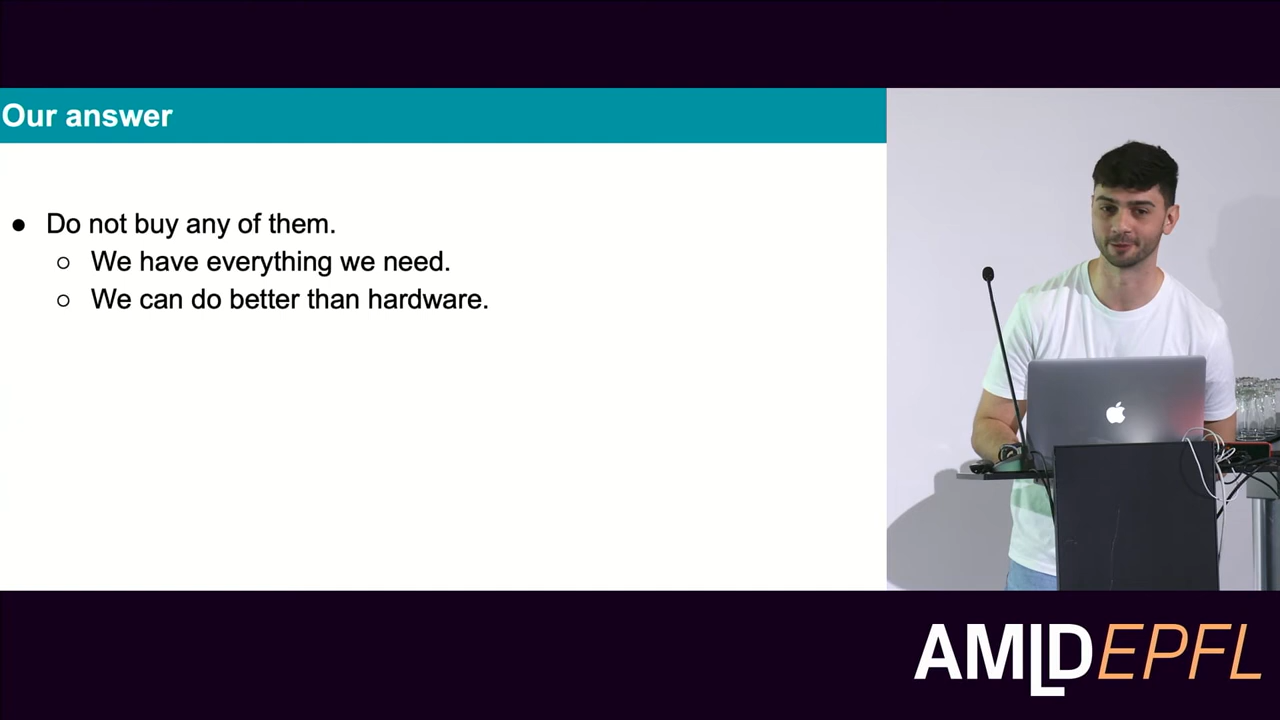 Our answer
● Do not buy any of them.
○ We have everything we need.
○ We can do better than hardware.
AMLD EPFL